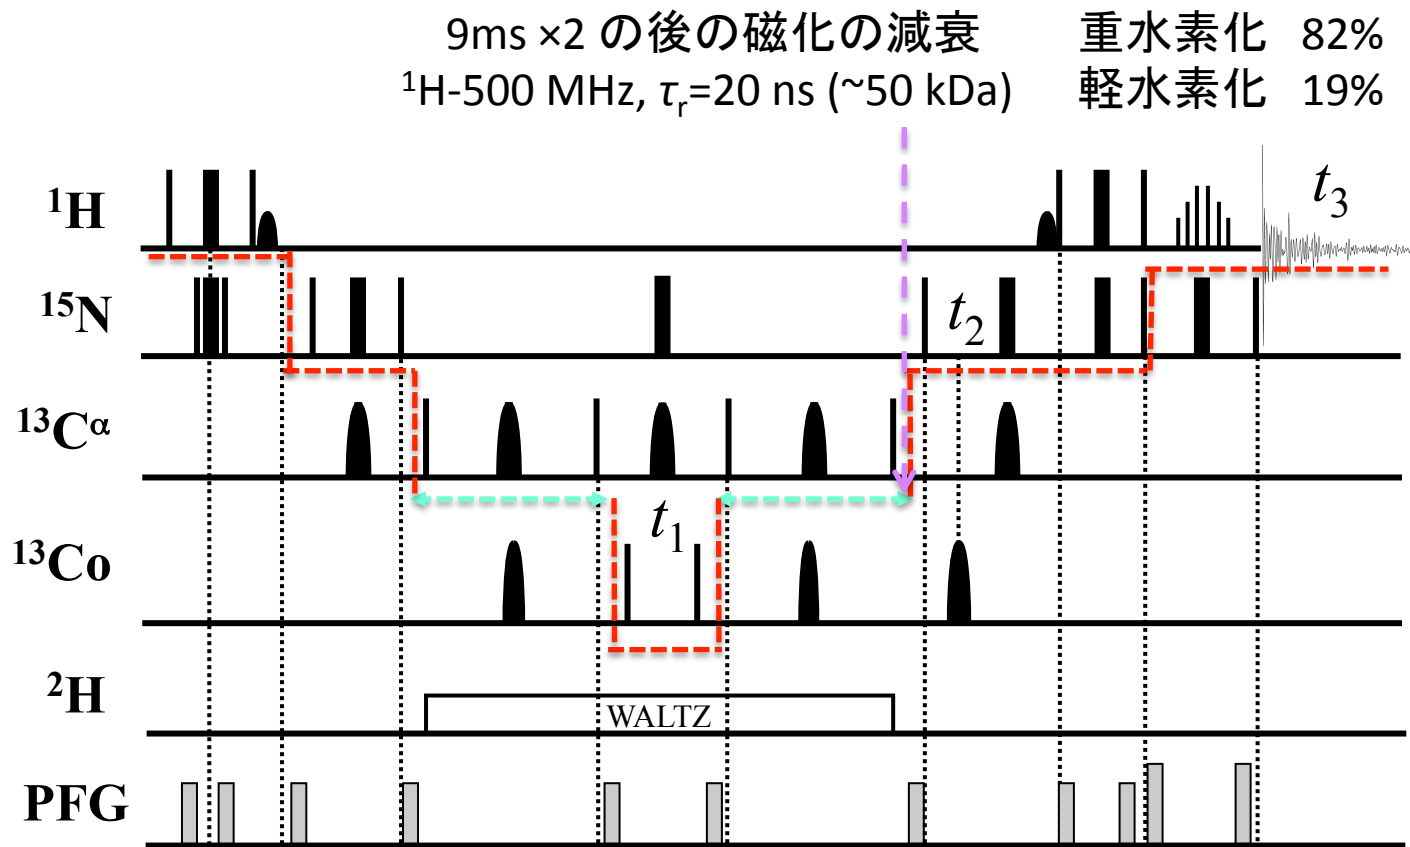 9ms ×2 の後の磁化の減衰 重水素化 82%
¹H-500 MHz, τᵣ=20 ns (~50 kDa) 軽水素化 19%
¹H
t₃
¹⁵N
t₂
¹³Cᵅ
t₁
¹³Co
²H
WALTZ
PFG